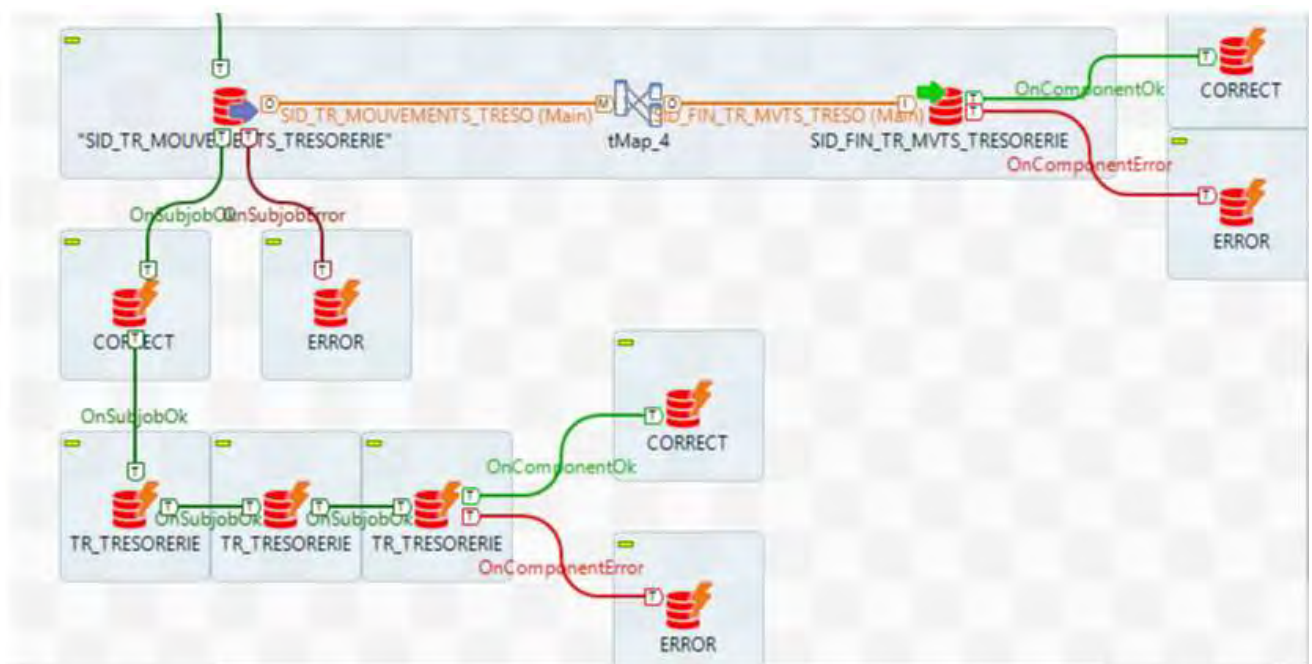 OnComponentOk
CORRECT
SID_TR_MOUVEMENTS_TRESO (Main)
SID_FIN_TR_MVTS_TRESO (Main)
"SID_TR_MOUVEMENTS_TRESORERIE"
tMap_4
SID_FIN_TR_MVTS_TRESORERIE
OnComponentError
ERROR
OnSubjobOk
OnSubjobError
CORRECT
ERROR
OnSubjobOk
CORRECT
OnComponentOk
OnSubjobOk
OnSubjobOk
TR_TRESORERIE
TR_TRESORERIE
TR_TRESORERIE
OnComponentError
ERROR